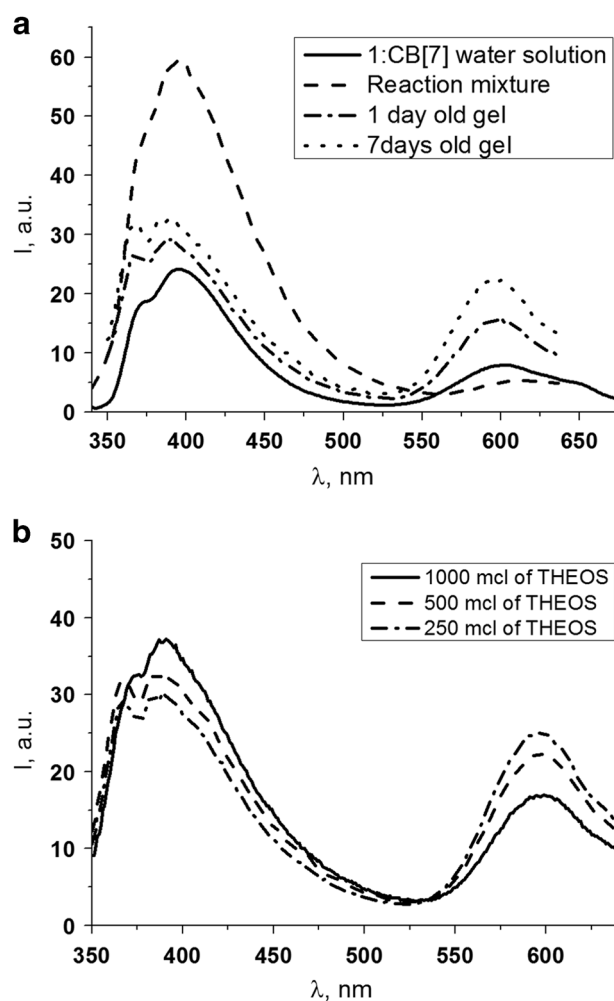 a
1:CB[7] water solution
Reaction mixture
1 day old gel
7days old gel
I, a.u.
60
50
40
30
20
10
0
350 400 450 500 550 600 650
λ, nm
b
1000 mcl of THEOS
500 mcl of THEOS
250 mcl of THEOS
I, a.u.
50
40
30
20
10
0
350 400 450 500 550 600
λ, nm